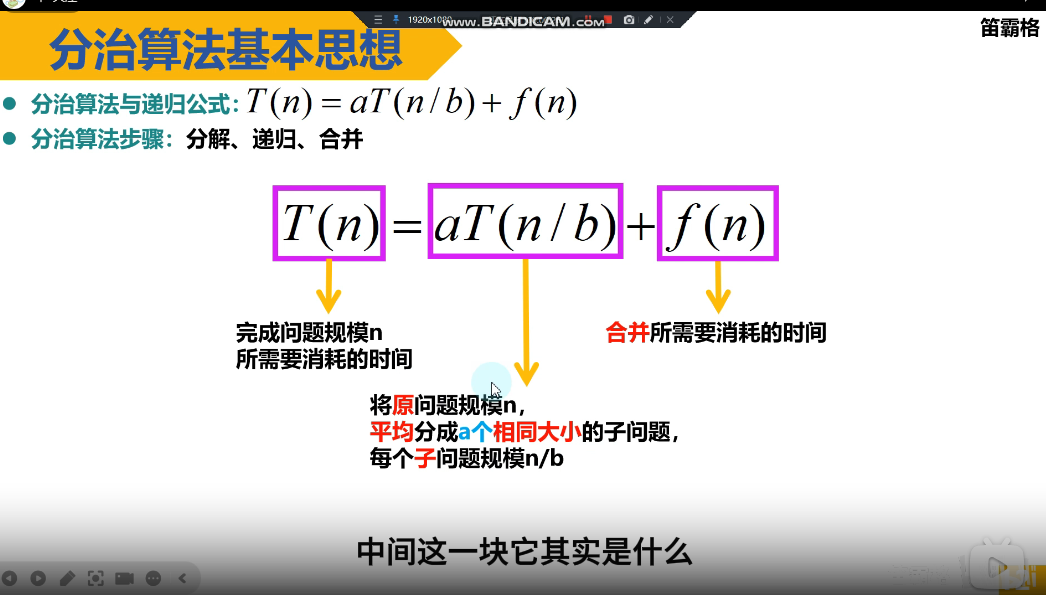 1920x10
www.BANDICAM.com
笛霸格
分治算法基本思想
分治算法与递归公式：T(n) = aT(n/b) + f(n)
分治算法步骤：分解、递归、合并
T(n) = aT(n/b) + f(n)
完成问题规模n
所需要消耗的时间
合并所需要消耗的时间
将原问题规模n，
平均分成a个相同大小的子问题，
每个子问题规模n/b
中间这一块它其实是什么